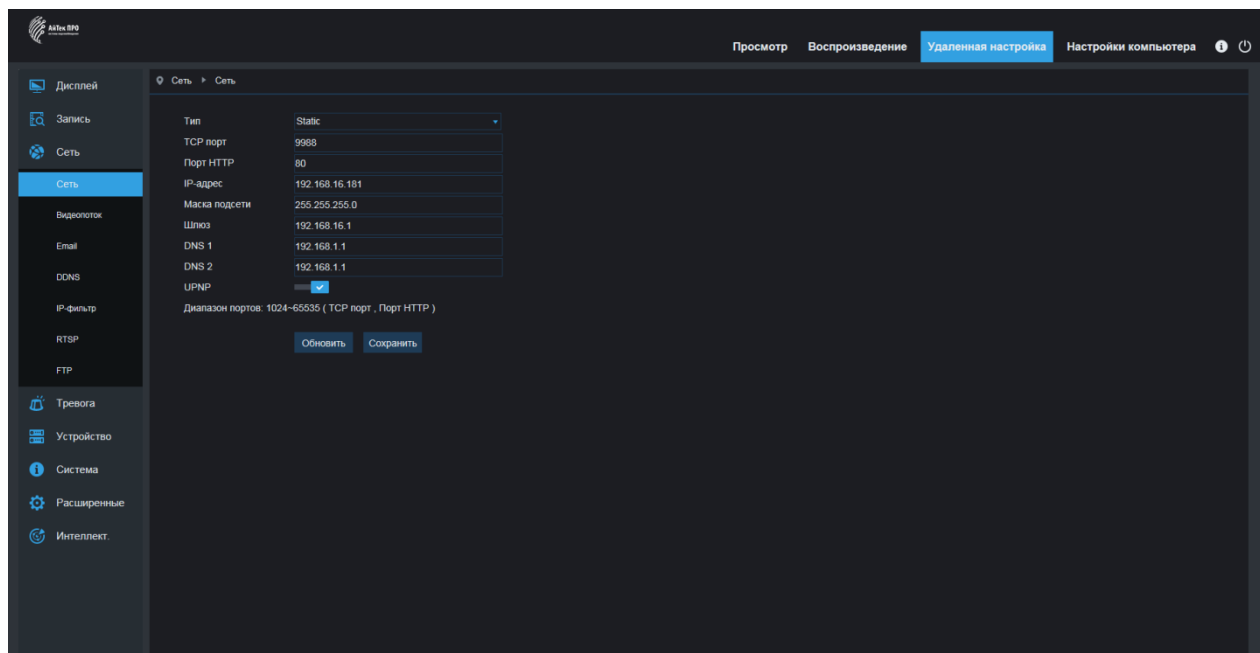 АйТек ПРО
Просмотр Воспроизведение Удаленная настройка Настройки компьютера
Дисплей
Запись
Сеть
Сеть
Видеопоток
Email
DDNS
IP-фильтр
RTSP
FTP
Тревога
Устройство
Система
Расширенные
Интеллект.
Сеть Сеть
Тип Static
TCP порт 9988
Порт HTTP 80
IP-адрес 192.168.16.181
Маска подсети 255.255.255.0
Шлюз 192.168.16.1
DNS 1 192.168.1.1
DNS 2 192.168.1.1
UPNP
Диапазон портов: 1024~65535 ( TCP порт , Порт HTTP )
Обновить Сохранить